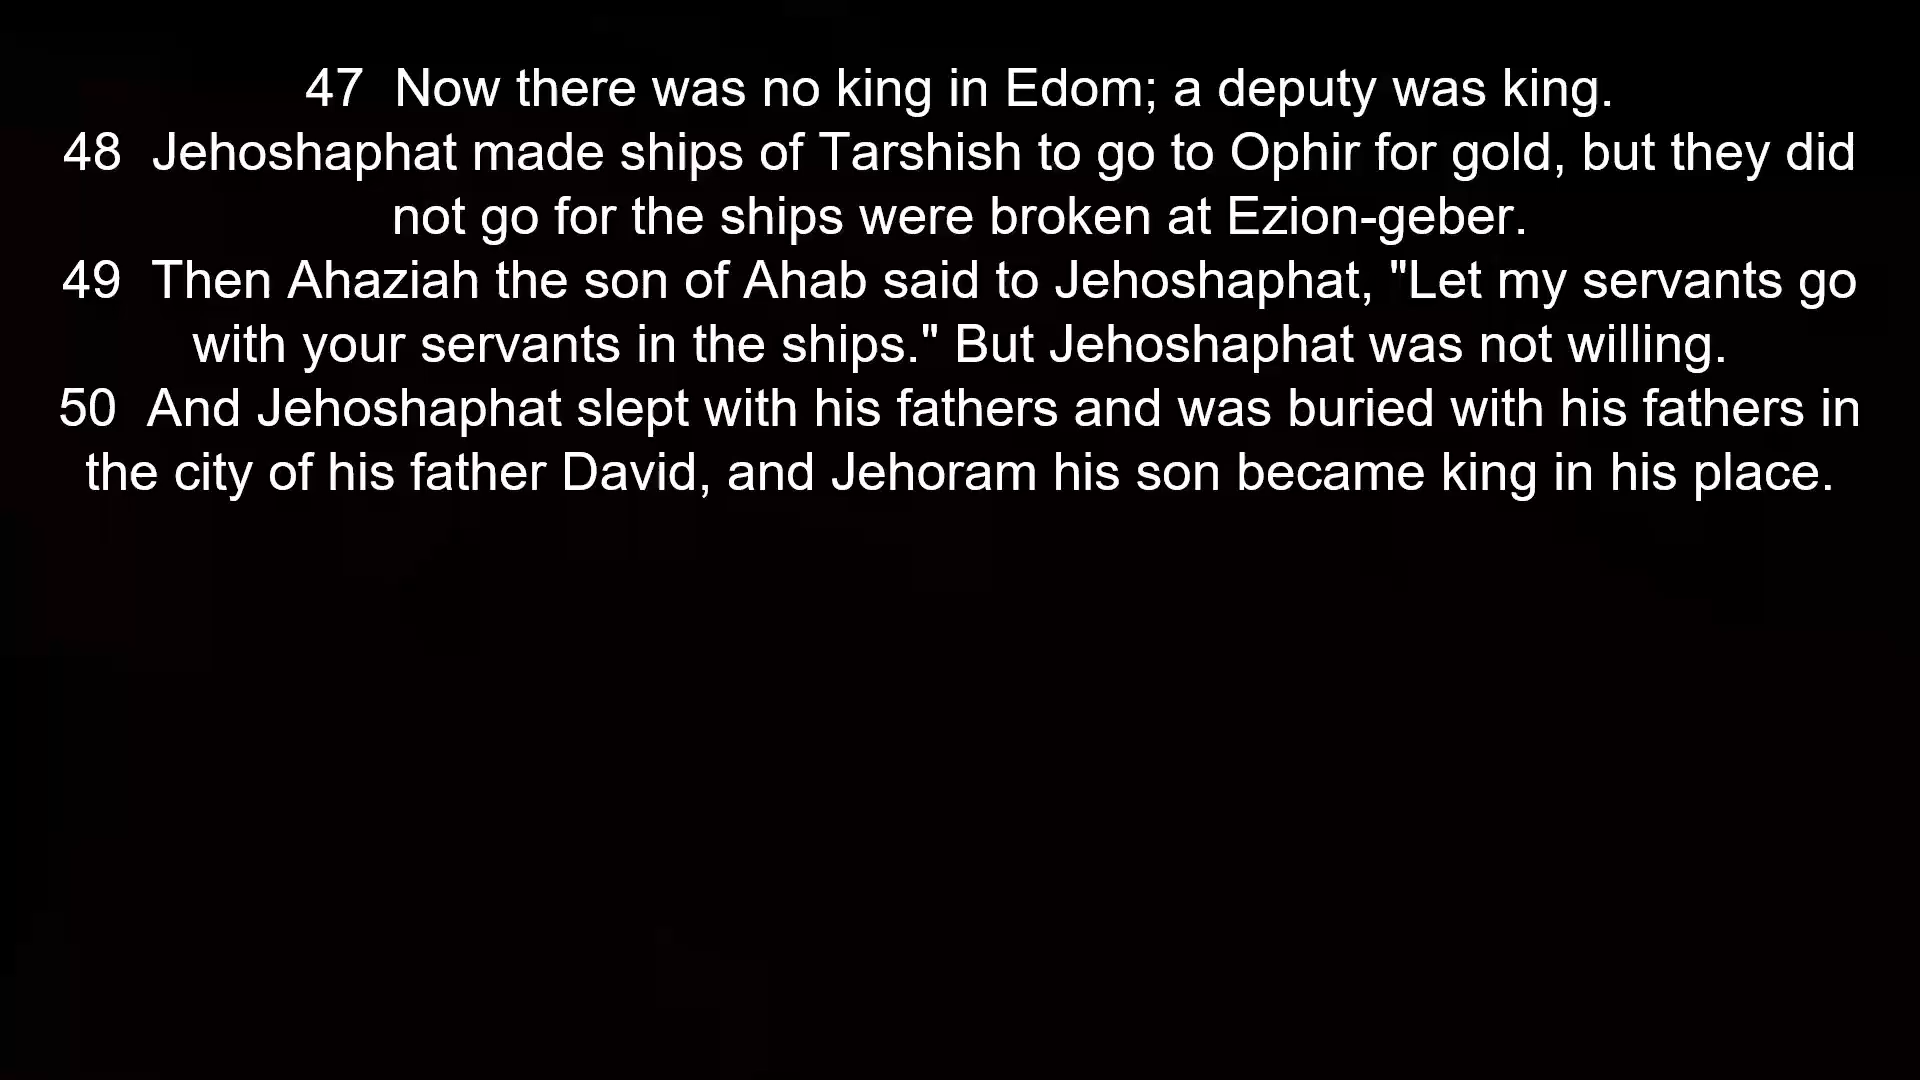 47  Now there was no king in Edom; a deputy was king.
48  Jehoshaphat made ships of Tarshish to go to Ophir for gold, but they did
not go for the ships were broken at Ezion-geber.
49  Then Ahaziah the son of Ahab said to Jehoshaphat, "Let my servants go
with your servants in the ships." But Jehoshaphat was not willing.
50  And Jehoshaphat slept with his fathers and was buried with his fathers in
the city of his father David, and Jehoram his son became king in his place.